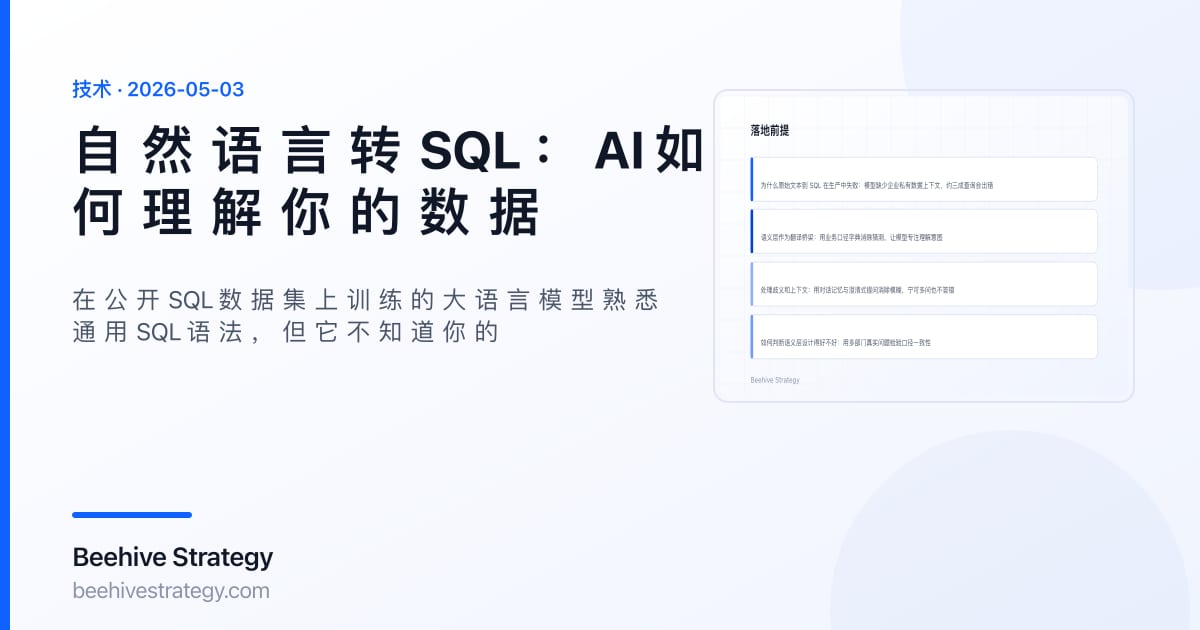 技术 · 2026-05-03
自然语言转SQL： AI如
何理解你的数据
在公开SQL数据集上训练的大语言模型熟悉
通用SQL语法，但它不知道你的
落地前提
为什么原始文本到 SQL 在生产中失败：模型缺少企业私有数据上下文，约三成查询会出错
语义层作为翻译桥梁：用业务口径字典消除猜测，让模型专注理解意图
处理歧义和上下文：用对话记忆与澄清式提问消除模糊，宁可多问也不答错
如何判断语义层设计得好不好：用多部门真实问题检验口径一致性
Beehive Strategy
Beehive Strategy
beehivestrategy.com